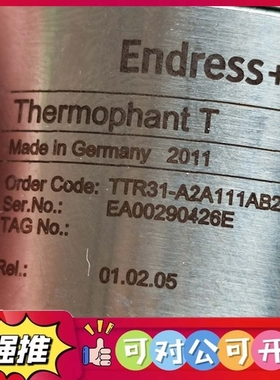 Endress+
Thermophant T
Made in Germany 2011
Order Code: TTR31-A2A111AB2
Ser.No.: EA00290426E
TAG No.:
Rel.: 01.02.05
强推
可对公可开